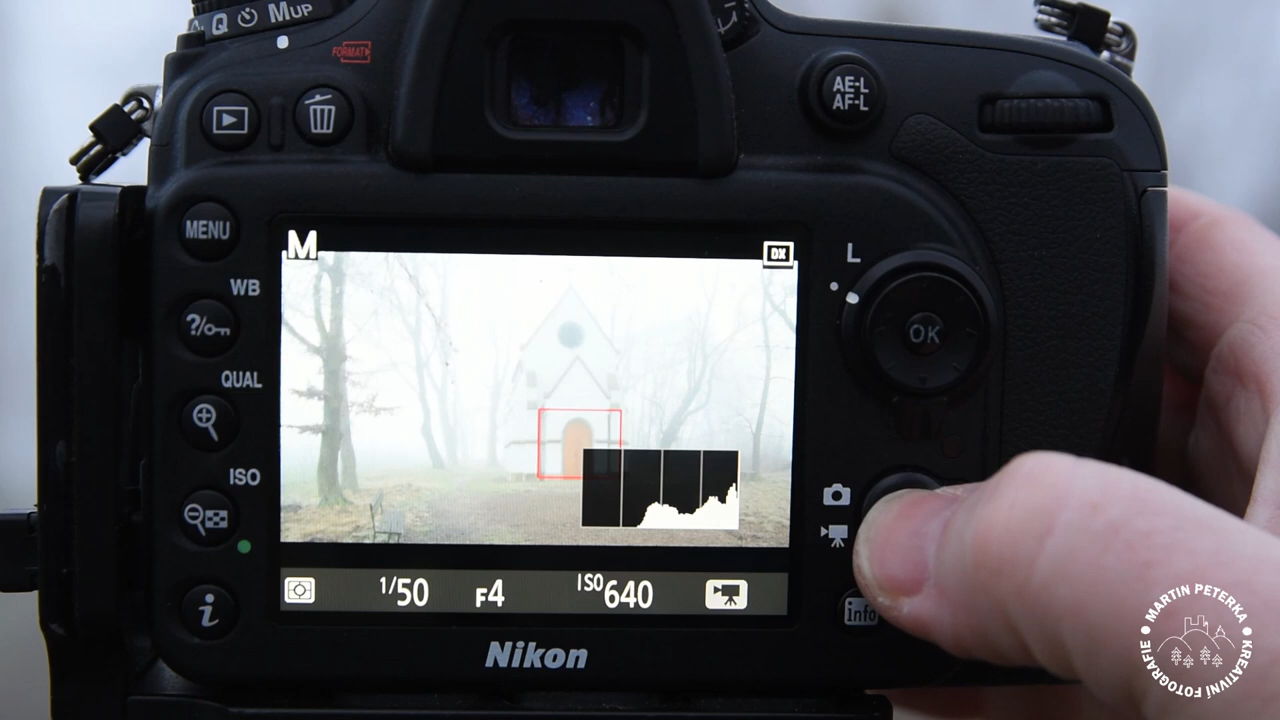 Q MUP
FORMAT
AE-L
AF-L
MENU
WB
?
QUAL
ISO
i
M
DX
L
OK
1/50 F4 ISO640
info
Nikon
MARTIN PETERKA
KREATIVNÍ FOTOGRAFIE